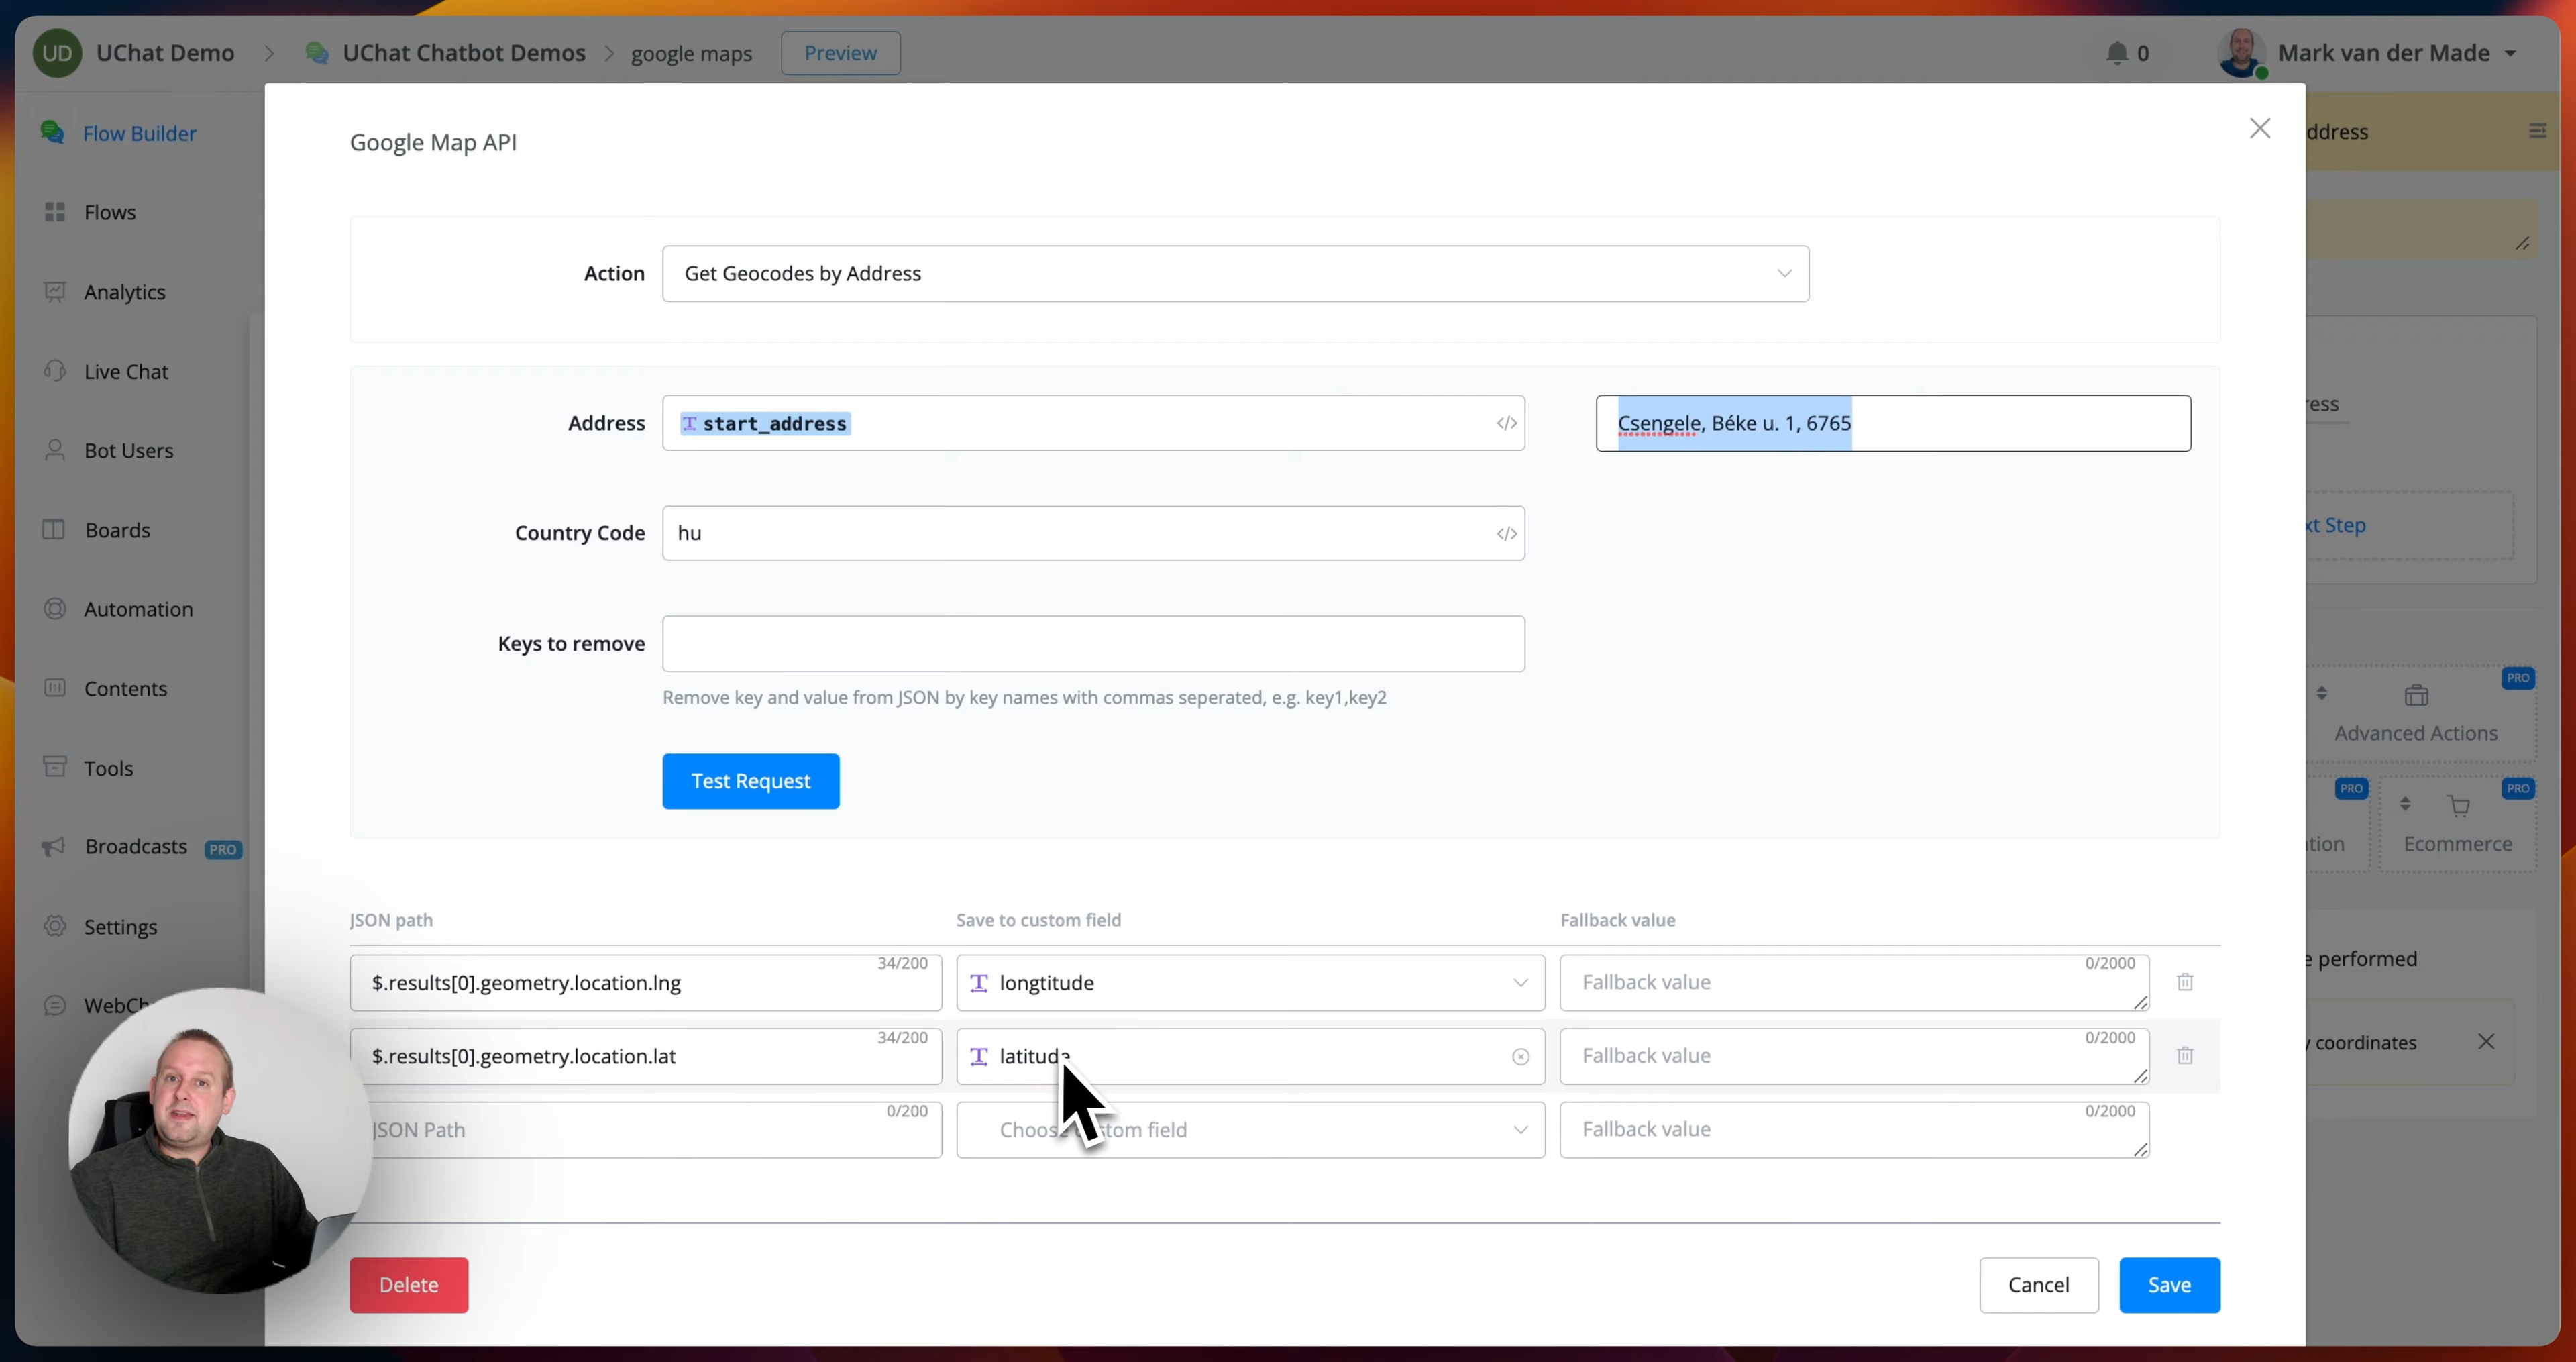 UD UChat Demo > UChat Chatbot Demos > google maps Preview 0 Mark van der Made
Flow Builder
Flows
Analytics
Live Chat
Bot Users
Boards
Automation
Contents
Tools
Broadcasts PRO
Settings
WebCh
Google Map API
Action Get Geocodes by Address
Address start_address </> Csengele, Béke u. 1, 6765
Country Code hu </>
Keys to remove
Remove key and value from JSON by key names with commas seperated, e.g. key1,key2
Test Request
JSON path Save to custom field Fallback value
$.results[0].geometry.location.lng 34/200 longtitude Fallback value 0/2000
$.results[0].geometry.location.lat 34/200 latitude Fallback value 0/2000
JSON Path 0/200 Choose custom field Fallback value 0/2000
Delete Cancel Save
ddress
ress
xt Step
PRO
Advanced Actions
PRO PRO
tion Ecommerce
e performed
y coordinates